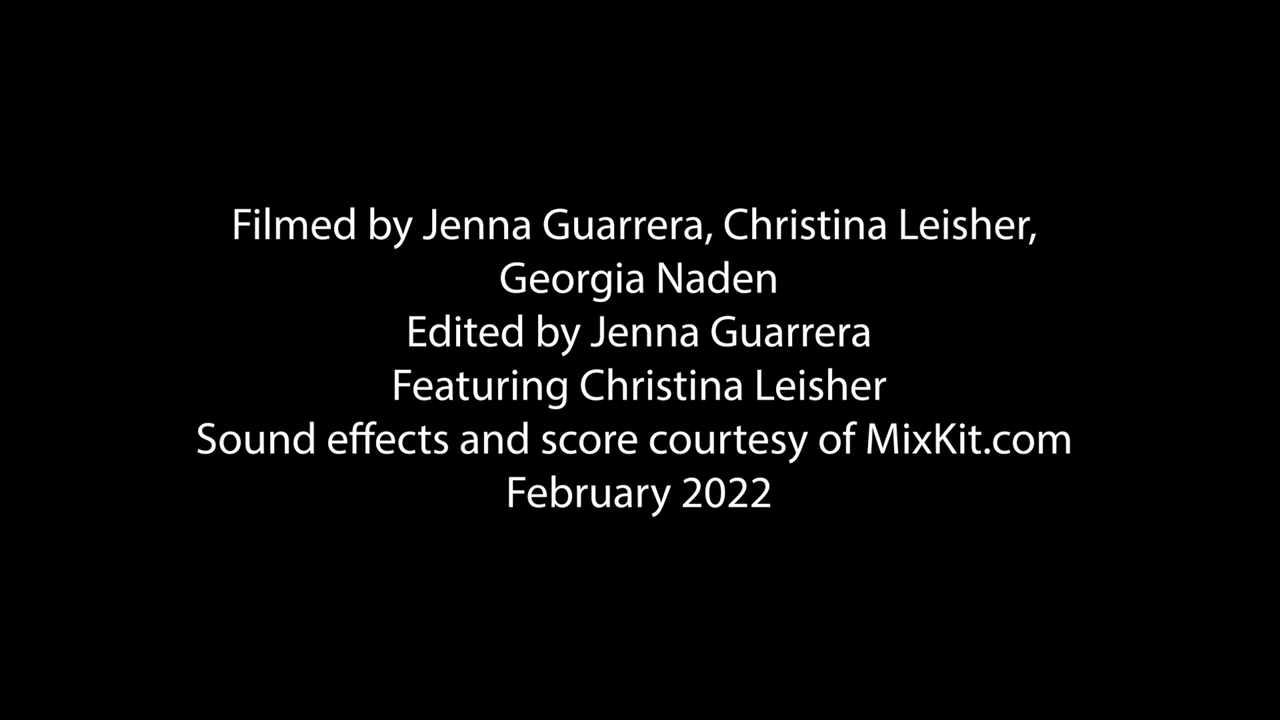 Filmed by Jenna Guarrera, Christina Leisher,
Georgia Naden
Edited by Jenna Guarrera
Featuring Christina Leisher
Sound effects and score courtesy of MixKit.com
February 2022